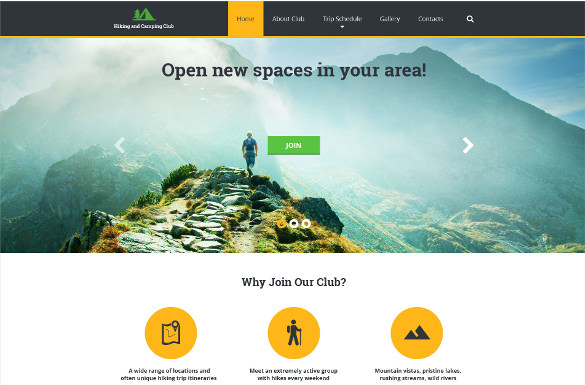 Hiking and Camping Club
Home About Club Trip Schedule Gallery Contacts
Open new spaces in your area!
JOIN
Why Join Our Club?
A wide range of locations and
often unique hiking trip itineraries
Meet an extremely active group
with hikes every weekend
Mountain vistas, pristine lakes,
rushing streams, wild rivers